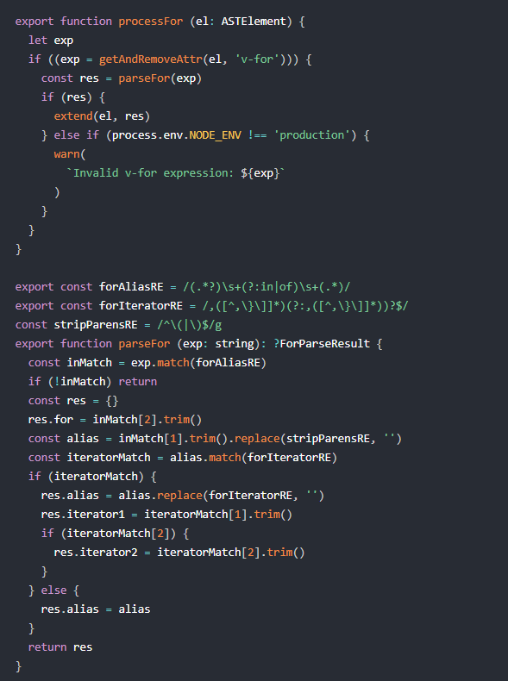 export function processFor (el: ASTElement) {
  let exp
  if ((exp = getAndRemoveAttr(el, 'v-for'))) {
    const res = parseFor(exp)
    if (res) {
      extend(el, res)
    } else if (process.env.NODE_ENV !== 'production') {
      warn(
        `Invalid v-for expression: ${exp}`
      )
    }
  }
}

export const forAliasRE = /(.*?)\s+(?:in|of)\s+(.*)/
export const forIteratorRE = /,([^,\}\]]*)(?:,([^,\}\]]*))?$/
const stripParensRE = /^\(|\)$/g
export function parseFor (exp: string): ?ForParseResult {
  const inMatch = exp.match(forAliasRE)
  if (!inMatch) return
  const res = {}
  res.for = inMatch[2].trim()
  const alias = inMatch[1].trim().replace(stripParensRE, '')
  const iteratorMatch = alias.match(forIteratorRE)
  if (iteratorMatch) {
    res.alias = alias.replace(forIteratorRE, '')
    res.iterator1 = iteratorMatch[1].trim()
    if (iteratorMatch[2]) {
      res.iterator2 = iteratorMatch[2].trim()
    }
  } else {
    res.alias = alias
  }
  return res
}